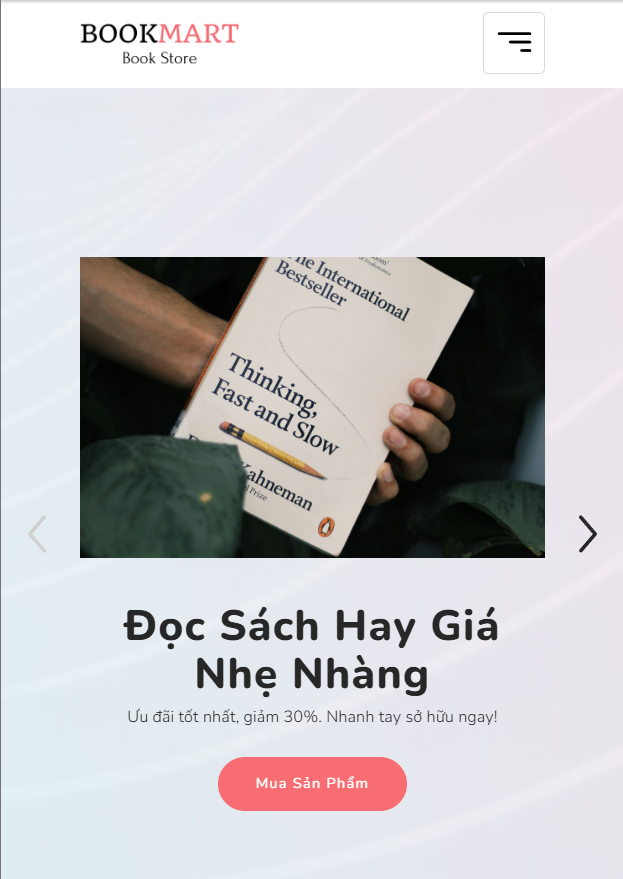 BOOKMART
Book Store
The International
Bestseller
Thinking,
Fast and Slow
Kahneman
Prize
Đọc Sách Hay Giá
Nhẹ Nhàng
Ưu đãi tốt nhất, giảm 30%. Nhanh tay sở hữu ngay!
Mua Sản Phẩm